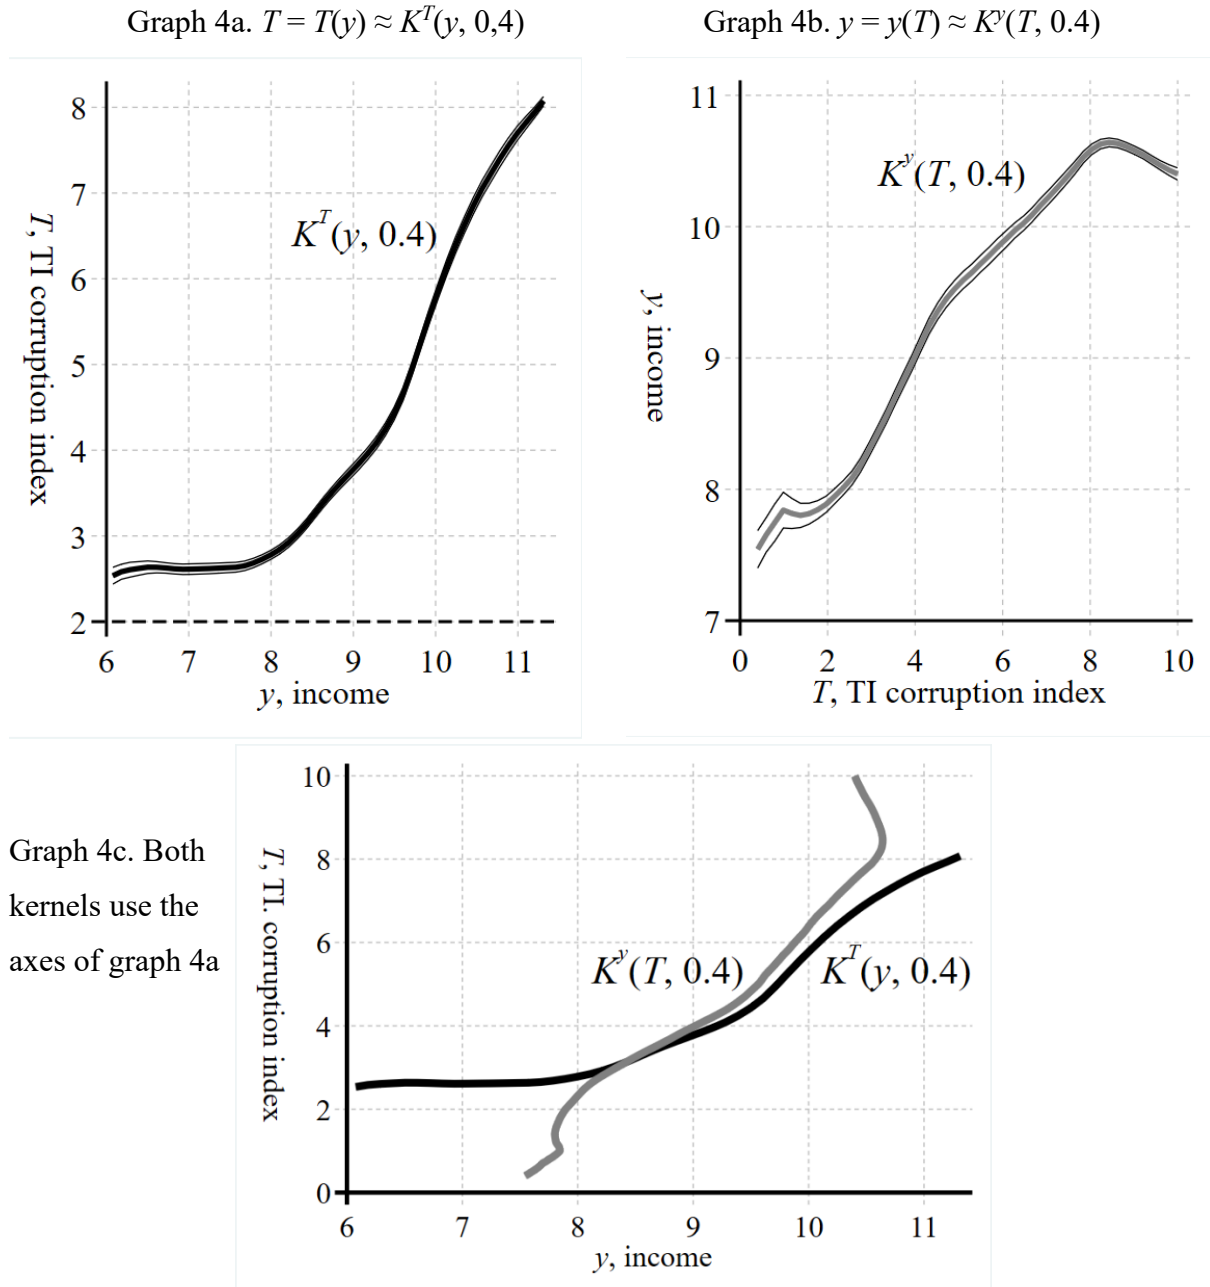 Graph 4a. T = T(y) ≈ K^T(y, 0,4)
8
7
6
5
4
3
2
T, TI corruption index
K^T(y, 0.4)
6 7 8 9 10 11
y, income
Graph 4b. y = y(T) ≈ K^y(T, 0.4)
11
10
9
8
7
y, income
K^y(T, 0.4)
0 2 4 6 8 10
T, TI corruption index
Graph 4c. Both
kernels use the
axes of graph 4a
10
8
6
4
2
0
T, TI. corruption index
K^y(T, 0.4)
K^T(y, 0.4)
6 7 8 9 10 11
y, income